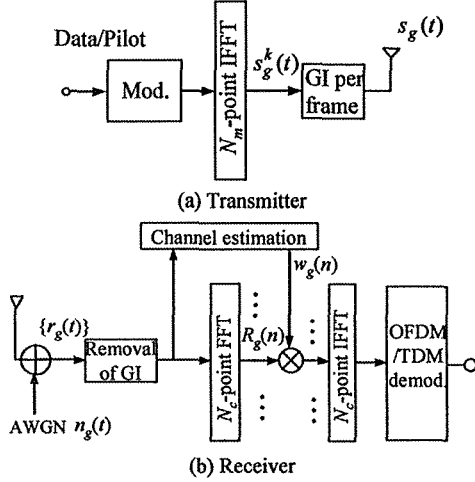 Data/Pilot
Mod.
N_m-point IFFT
s_g^k(t)
GI per
frame
s_g(t)
(a) Transmitter
Channel estimation
w_g(n)
{r_g(t)}
Removal
of GI
N_c-point FFT
R_g(n)
N_c-point IFFT
OFDM
/TDM
demod.
AWGN n_g(t)
(b) Receiver